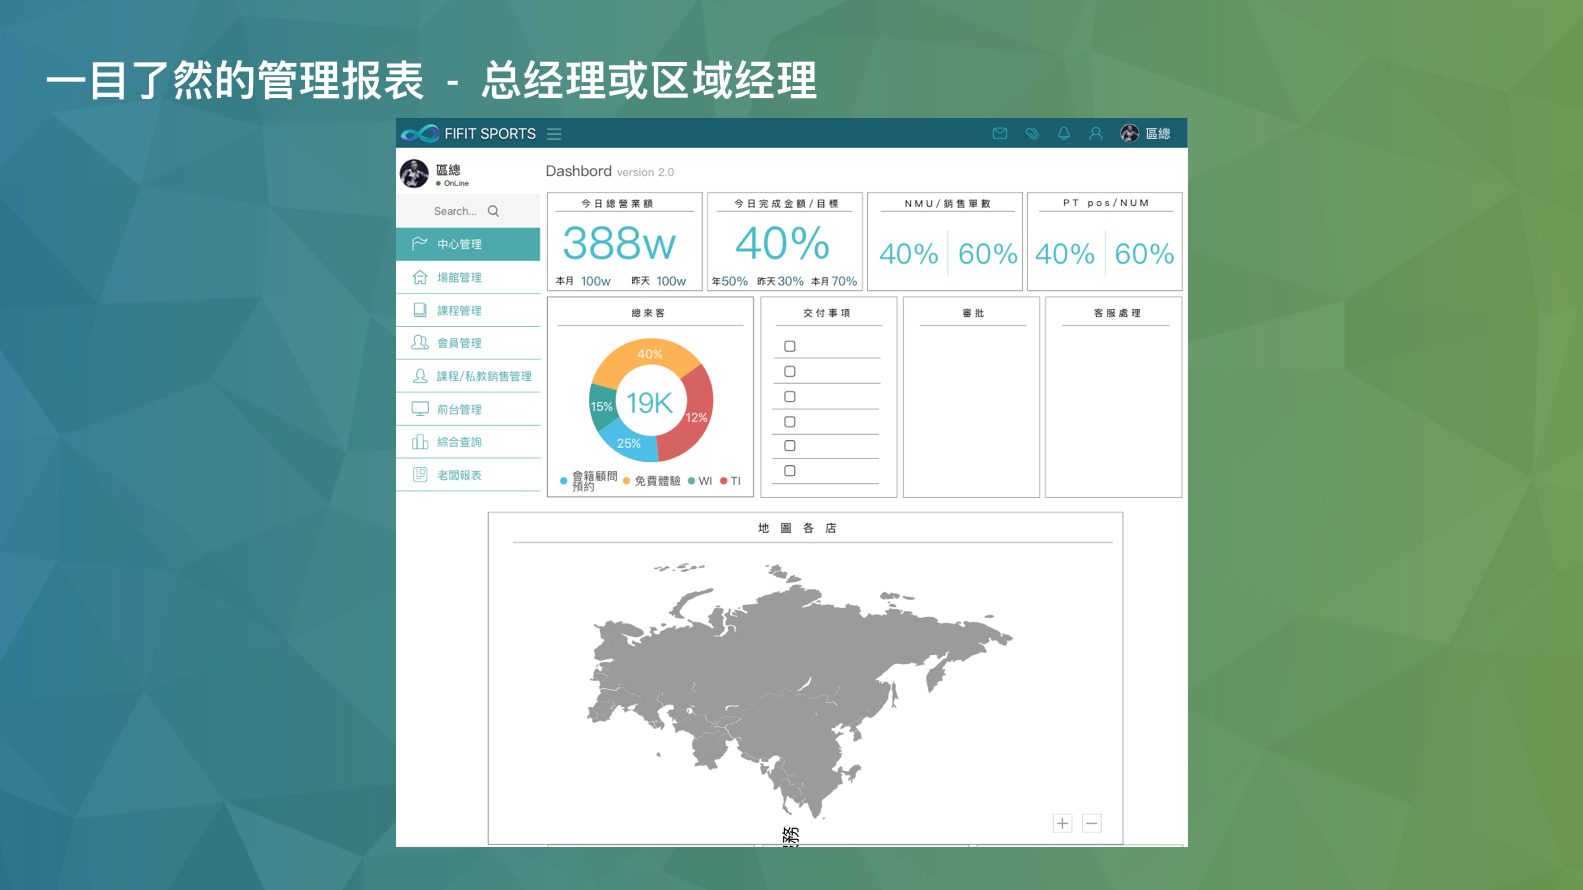 一目了然的管理报表 - 总经理或区域经理
FIFIT SPORTS
區總
區總
OnLine
Search...
中心管理
場館管理
課程管理
會員管理
課程/私教銷售管理
前台管理
綜合查詢
老闆報表
Dashbord version 2.0
今日總營業額
388w
本月 100w 昨天 100w
今日完成金額/目標
40%
年50% 昨天30% 本月70%
NMU/銷售單數
40% 60%
PT pos/NUM
40% 60%
總來客
40%
15%
19K
12%
25%
會籍顧問
預約
免費體驗
WI
TI
交付事項
審批
客服處理
地圖各店
務